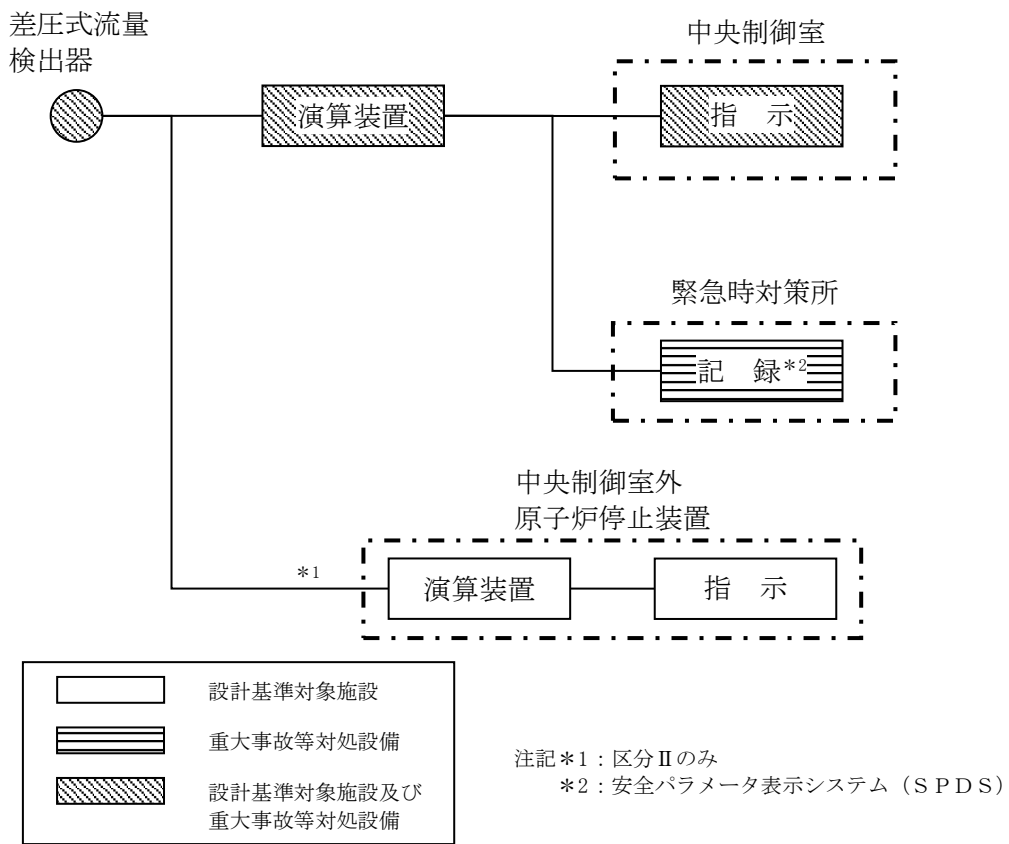 差圧式流量
検出器
中央制御室
演算装置
指 示
緊急時対策所
記 録*2
中央制御室外
原子炉停止装置
*1
演算装置
指 示
設計基準対象施設
重大事故等対処設備
設計基準対象施設及び
重大事故等対処設備
注記*1:区分Ⅱのみ
*2:安全パラメータ表示システム(SPDS)